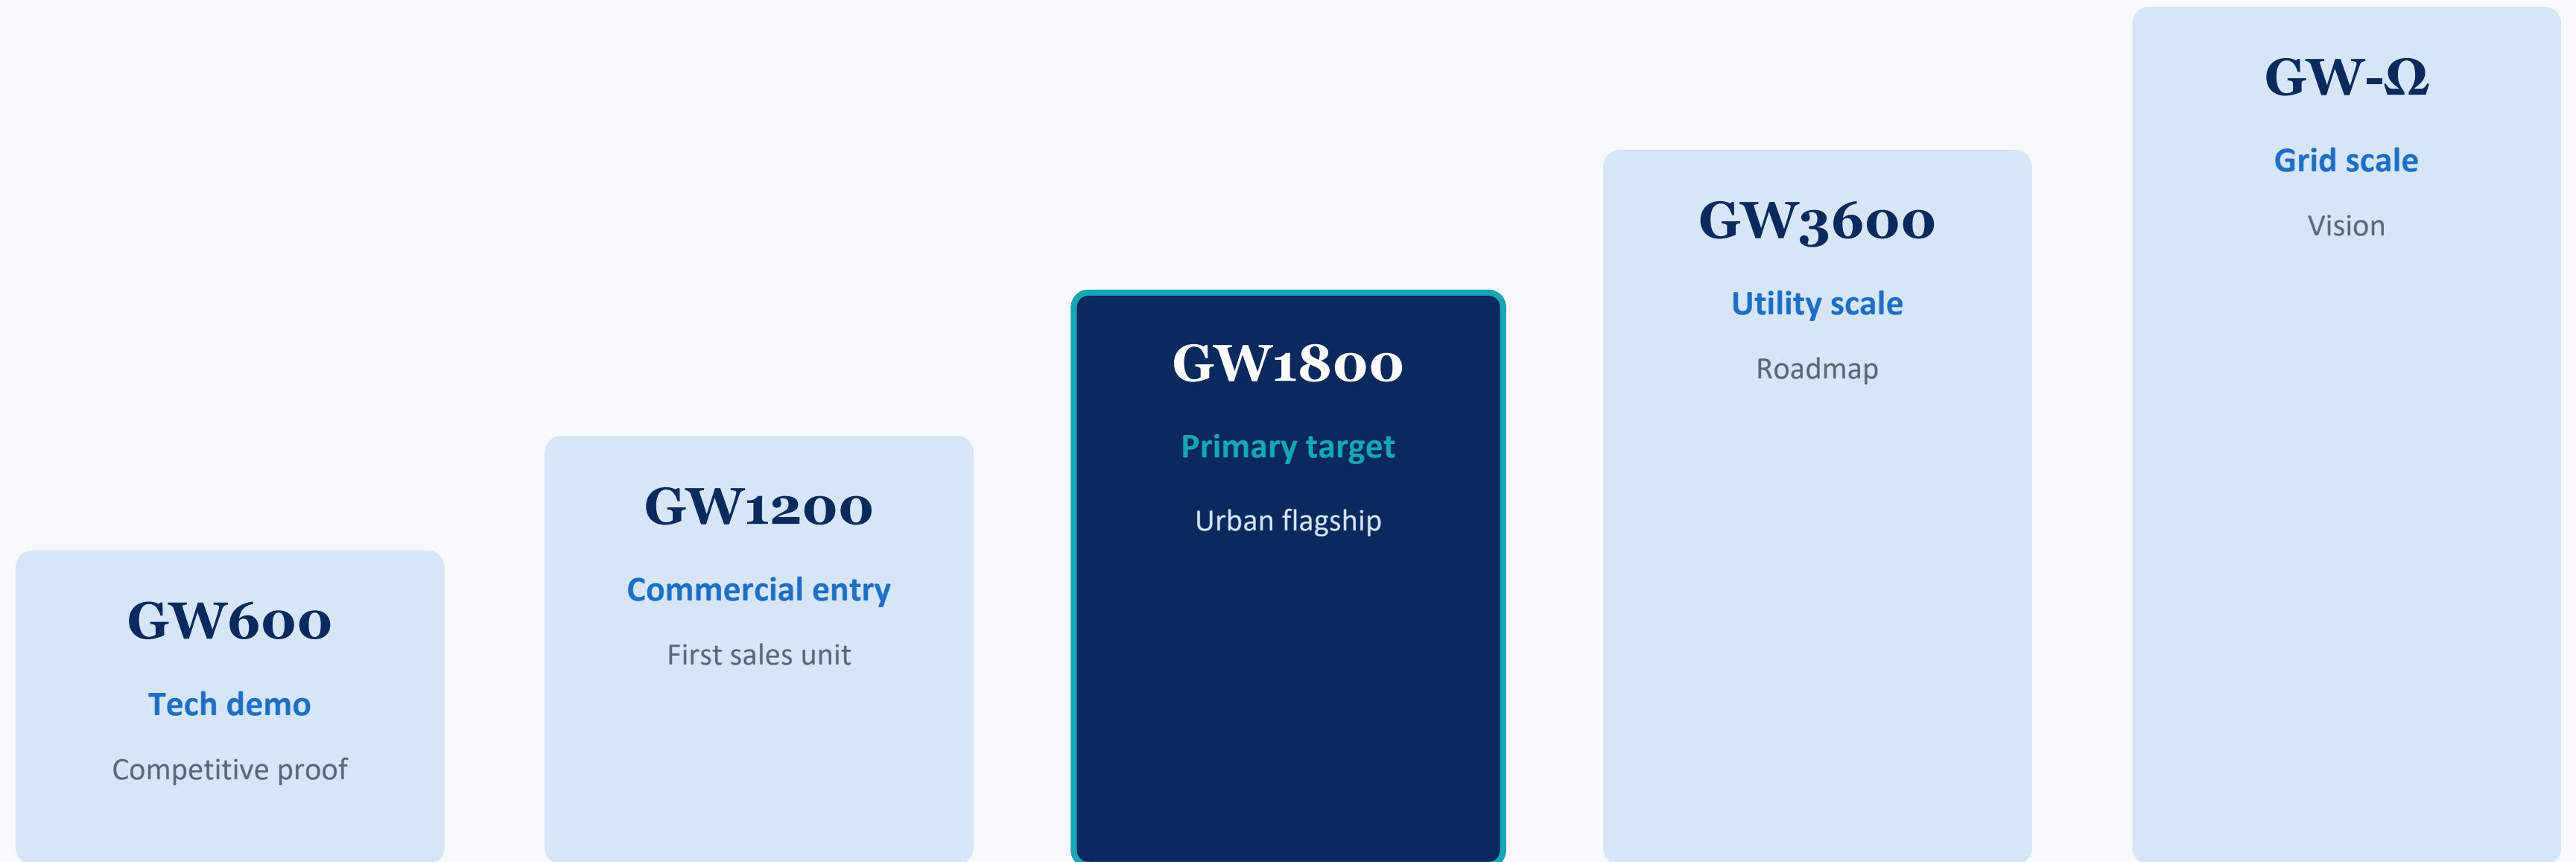 GW600
Tech demo
Competitive proof
GW1200
Commercial entry
First sales unit
GW1800
Primary target
Urban flagship
GW3600
Utility scale
Roadmap
GW-Ω
Grid scale
Vision